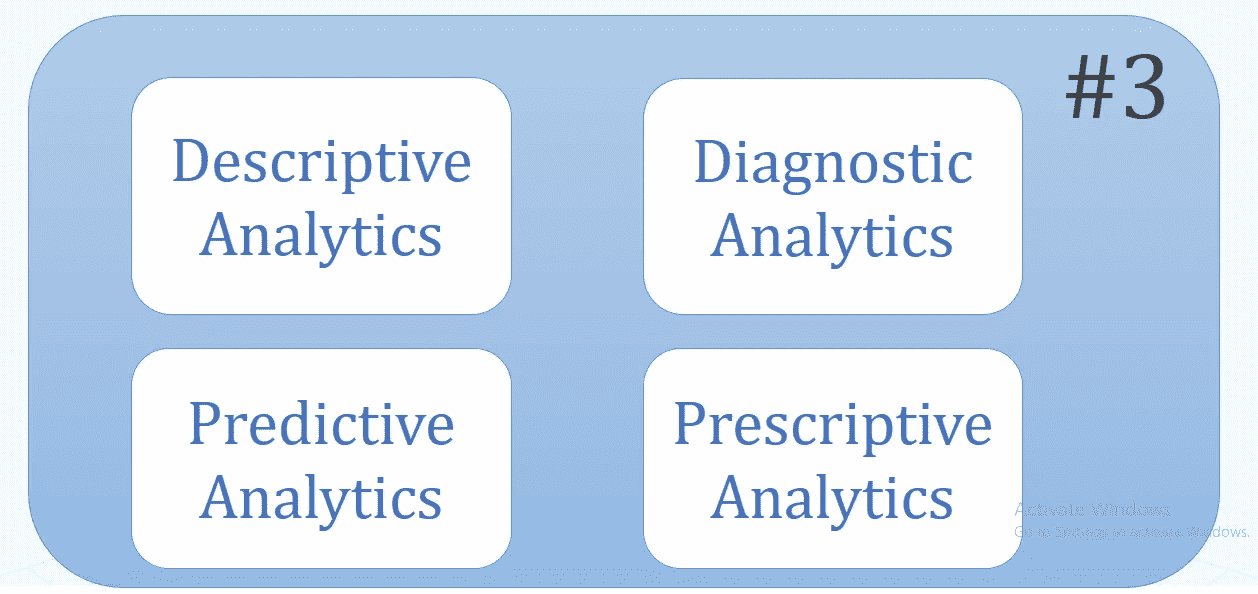 #3
Descriptive
Analytics
Diagnostic
Analytics
Predictive
Analytics
Prescriptive
Analytics
Activate Windows
Go to Settings to activate Windows.